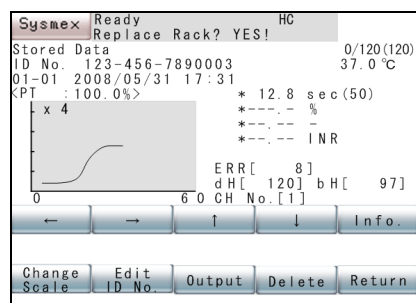 Sysmex Ready HC
Replace Rack? YES!
Stored Data 0/120(120)
ID No. 123-456-7890003 37.0 ℃
01-01 2008/05/31 17:31
<PT :100.0%> * 12.8 sec(50)
x 4 *---.- %
*--.-- -
*--.-- INR
ERR[ 8]
dH[ 120] bH[ 97]
0 60 CH No.[1]
← → ↑ ↓ Info.
Change Scale Edit ID No. Output Delete Return